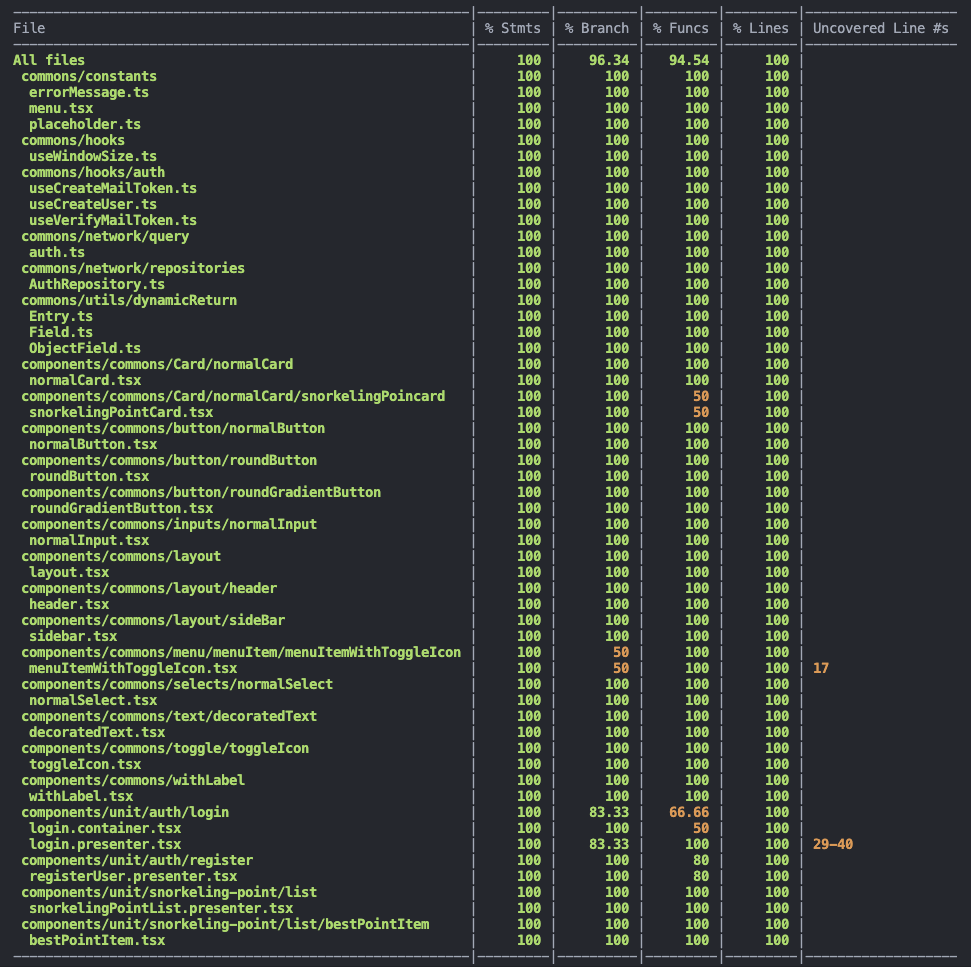 File | % Stmts | % Branch | % Funcs | % Lines | Uncovered Line #s
All files | 100 | 96.34 | 94.54 | 100 |
commons/constants | 100 | 100 | 100 | 100 |
errorMessage.ts | 100 | 100 | 100 | 100 |
menu.tsx | 100 | 100 | 100 | 100 |
placeholder.ts | 100 | 100 | 100 | 100 |
commons/hooks | 100 | 100 | 100 | 100 |
useWindowSize.ts | 100 | 100 | 100 | 100 |
commons/hooks/auth | 100 | 100 | 100 | 100 |
useCreateMailToken.ts | 100 | 100 | 100 | 100 |
useCreateUser.ts | 100 | 100 | 100 | 100 |
useVerifyMailToken.ts | 100 | 100 | 100 | 100 |
commons/network/query | 100 | 100 | 100 | 100 |
auth.ts | 100 | 100 | 100 | 100 |
commons/network/repositories | 100 | 100 | 100 | 100 |
AuthRepository.ts | 100 | 100 | 100 | 100 |
commons/utils/dynamicReturn | 100 | 100 | 100 | 100 |
Entry.ts | 100 | 100 | 100 | 100 |
Field.ts | 100 | 100 | 100 | 100 |
ObjectField.ts | 100 | 100 | 100 | 100 |
components/commons/Card/normalCard | 100 | 100 | 100 | 100 |
normalCard.tsx | 100 | 100 | 100 | 100 |
components/commons/Card/normalCard/snorkelingPoincard | 100 | 100 | 50 | 100 |
snorkelingPointCard.tsx | 100 | 100 | 50 | 100 |
components/commons/button/normalButton | 100 | 100 | 100 | 100 |
normalButton.tsx | 100 | 100 | 100 | 100 |
components/commons/button/roundButton | 100 | 100 | 100 | 100 |
roundButton.tsx | 100 | 100 | 100 | 100 |
components/commons/button/roundGradientButton | 100 | 100 | 100 | 100 |
roundGradientButton.tsx | 100 | 100 | 100 | 100 |
components/commons/inputs/normalInput | 100 | 100 | 100 | 100 |
normalInput.tsx | 100 | 100 | 100 | 100 |
components/commons/layout | 100 | 100 | 100 | 100 |
layout.tsx | 100 | 100 | 100 | 100 |
components/commons/layout/header | 100 | 100 | 100 | 100 |
header.tsx | 100 | 100 | 100 | 100 |
components/commons/layout/sideBar | 100 | 100 | 100 | 100 |
sidebar.tsx | 100 | 100 | 100 | 100 |
components/commons/menu/menuItem/menuItemWithToggleIcon | 100 | 50 | 100 | 100 |
menuItemWithToggleIcon.tsx | 100 | 50 | 100 | 100 | 17
components/commons/selects/normalSelect | 100 | 100 | 100 | 100 |
normalSelect.tsx | 100 | 100 | 100 | 100 |
components/commons/text/decoratedText | 100 | 100 | 100 | 100 |
decoratedText.tsx | 100 | 100 | 100 | 100 |
components/commons/toggle/toggleIcon | 100 | 100 | 100 | 100 |
toggleIcon.tsx | 100 | 100 | 100 | 100 |
components/commons/withLabel | 100 | 100 | 100 | 100 |
withLabel.tsx | 100 | 100 | 100 | 100 |
components/unit/auth/login | 100 | 83.33 | 66.66 | 100 |
login.container.tsx | 100 | 100 | 50 | 100 |
login.presenter.tsx | 100 | 83.33 | 100 | 100 | 29-40
components/unit/auth/register | 100 | 100 | 80 | 100 |
registerUser.presenter.tsx | 100 | 100 | 80 | 100 |
components/unit/snorkeling-point/list | 100 | 100 | 100 | 100 |
snorkelingPointList.presenter.tsx | 100 | 100 | 100 | 100 |
components/unit/snorkeling-point/list/bestPointItem | 100 | 100 | 100 | 100 |
bestPointItem.tsx | 100 | 100 | 100 | 100 |